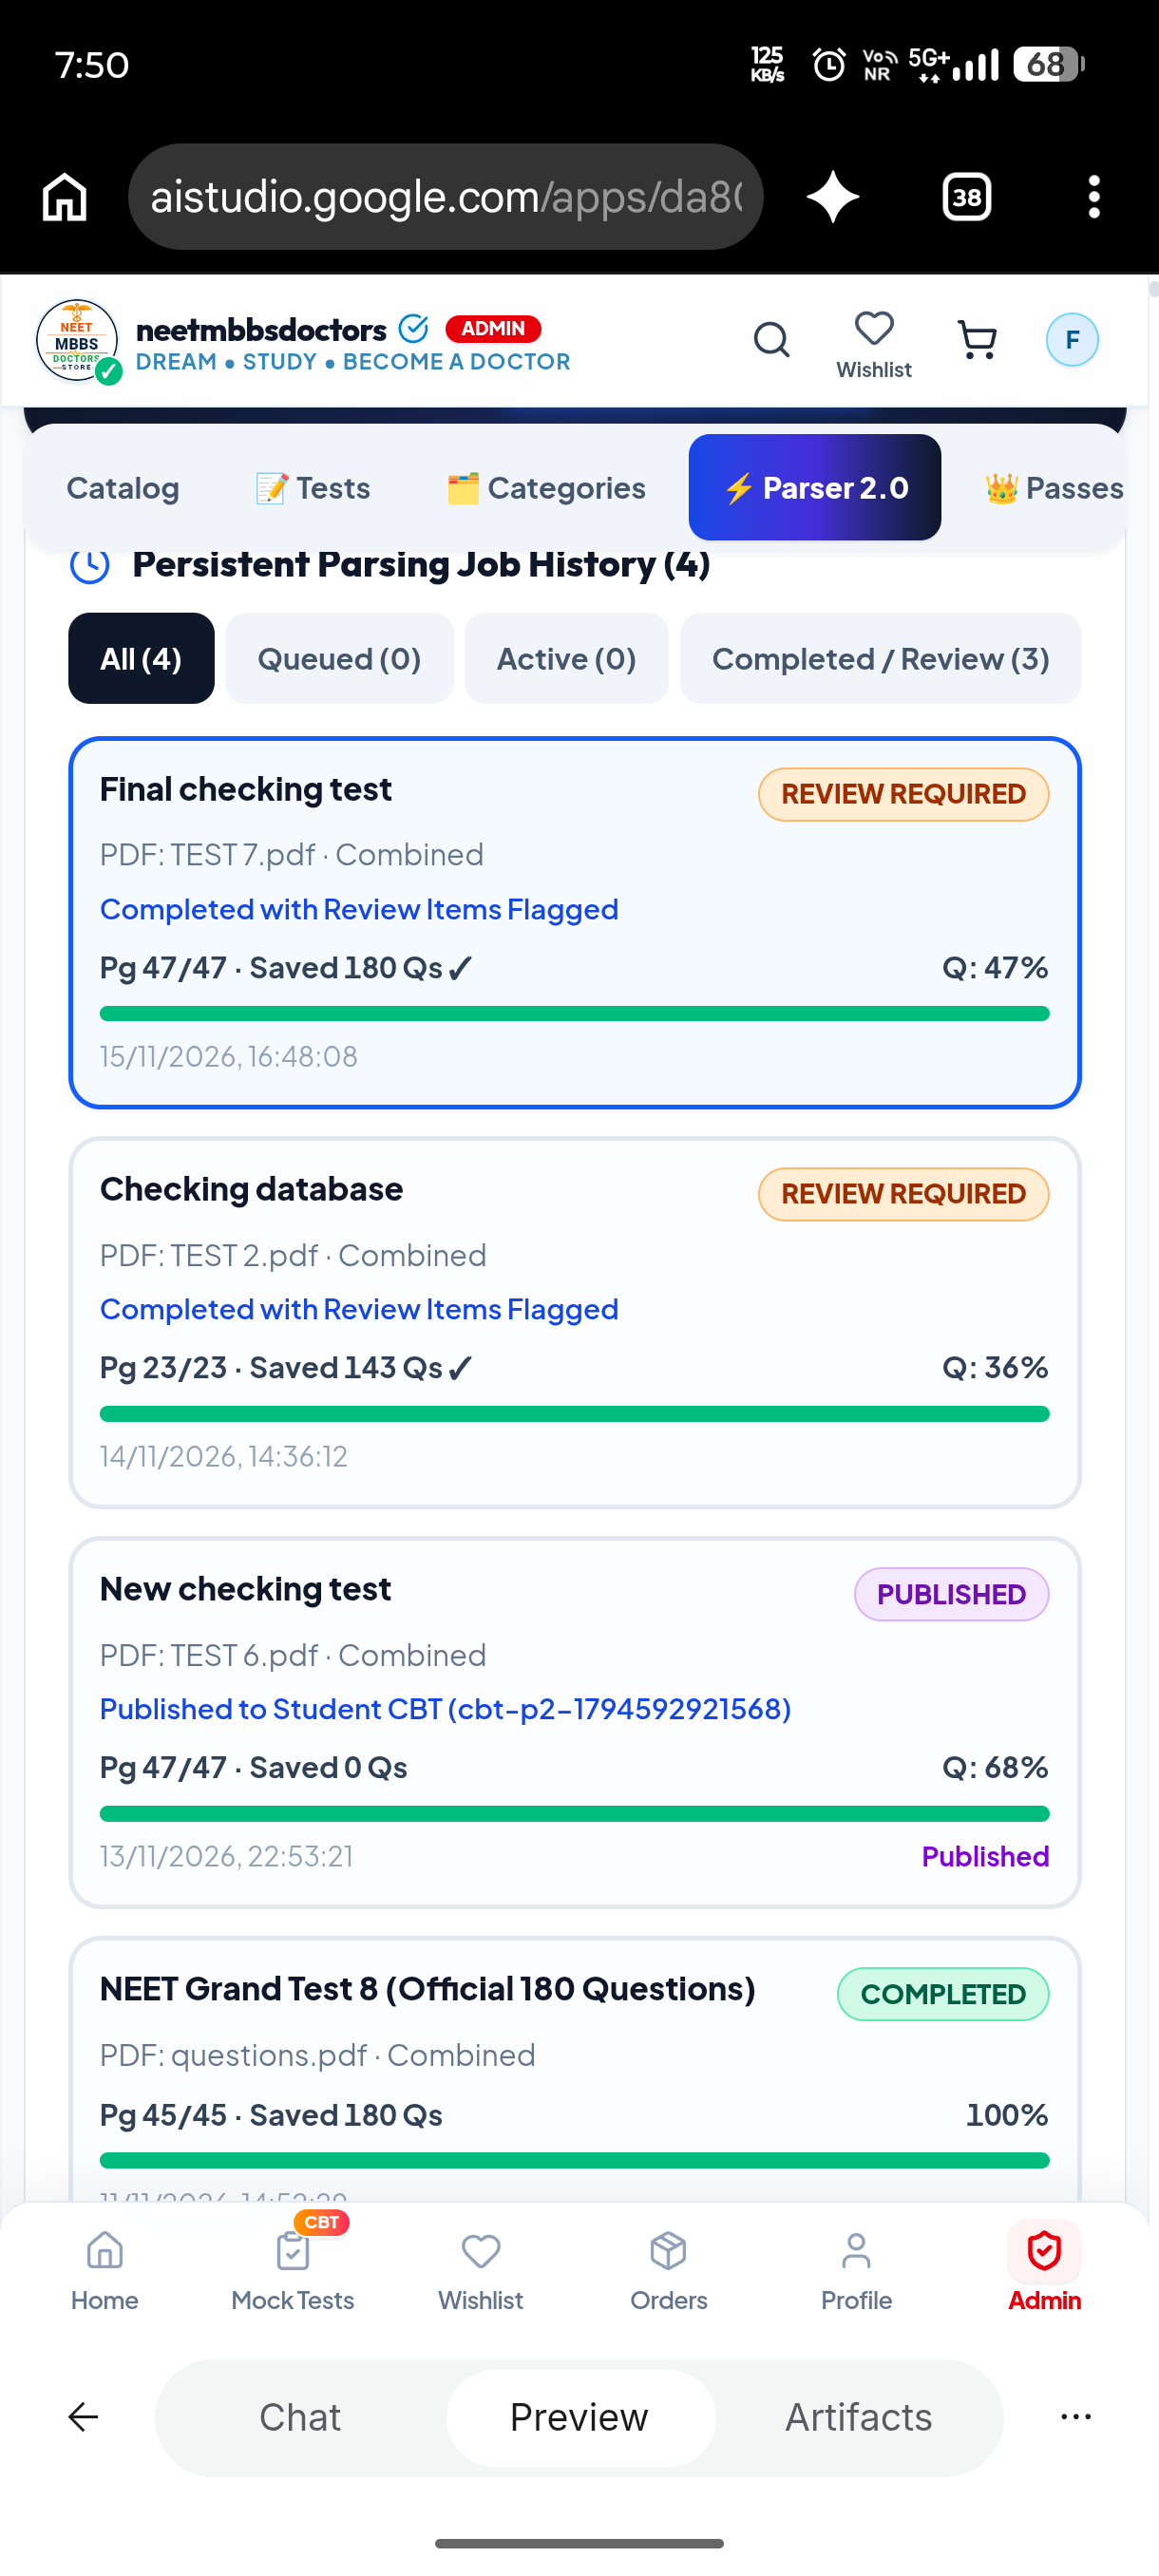 7:50
125
KB/s
Vo
NR
5G+
68
aistudio.google.com/apps/da8
38
NEET
MBBS
DOCTORS
STORE
neetmbbsdoctors
ADMIN
DREAM • STUDY • BECOME A DOCTOR
Wishlist
F
Catalog
Tests
Categories
Parser 2.0
Passes
Persistent Parsing Job History (4)
All (4)
Queued (0)
Active (0)
Completed / Review (3)
Final checking test
REVIEW REQUIRED
PDF: TEST 7.pdf · Combined
Completed with Review Items Flagged
Pg 47/47 · Saved 180 Qs ✓
Q: 47%
15/11/2026, 16:48:08
Checking database
REVIEW REQUIRED
PDF: TEST 2.pdf · Combined
Completed with Review Items Flagged
Pg 23/23 · Saved 143 Qs ✓
Q: 36%
14/11/2026, 14:36:12
New checking test
PUBLISHED
PDF: TEST 6.pdf · Combined
Published to Student CBT (cbt-p2-1794592921568)
Pg 47/47 · Saved 0 Qs
Q: 68%
13/11/2026, 22:53:21
Published
NEET Grand Test 8 (Official 180 Questions)
COMPLETED
PDF: questions.pdf · Combined
Pg 45/45 · Saved 180 Qs
100%
CBT
Home
Mock Tests
Wishlist
Orders
Profile
Admin
Chat
Preview
Artifacts